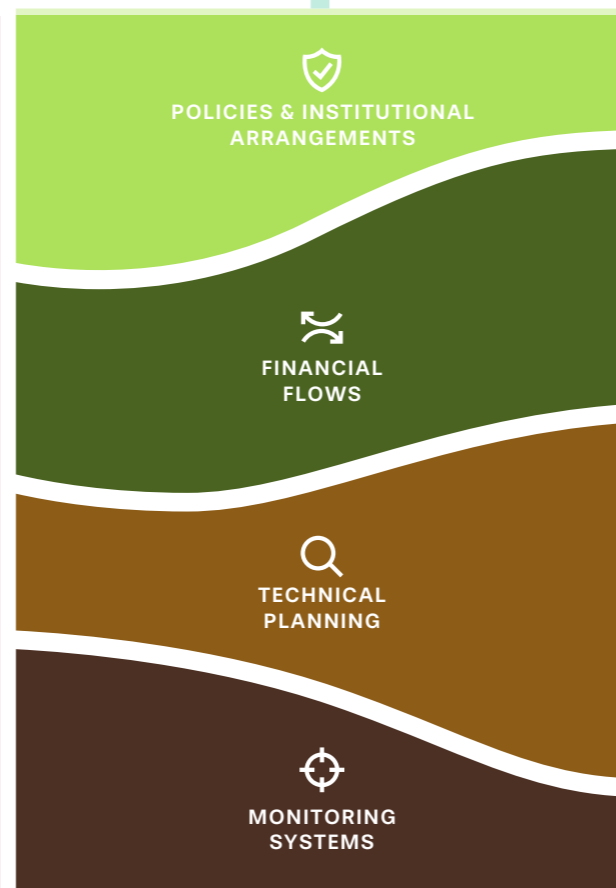 POLICIES & INSTITUTIONAL
ARRANGEMENTS
FINANCIAL
FLOWS
TECHNICAL
PLANNING
MONITORING
SYSTEMS